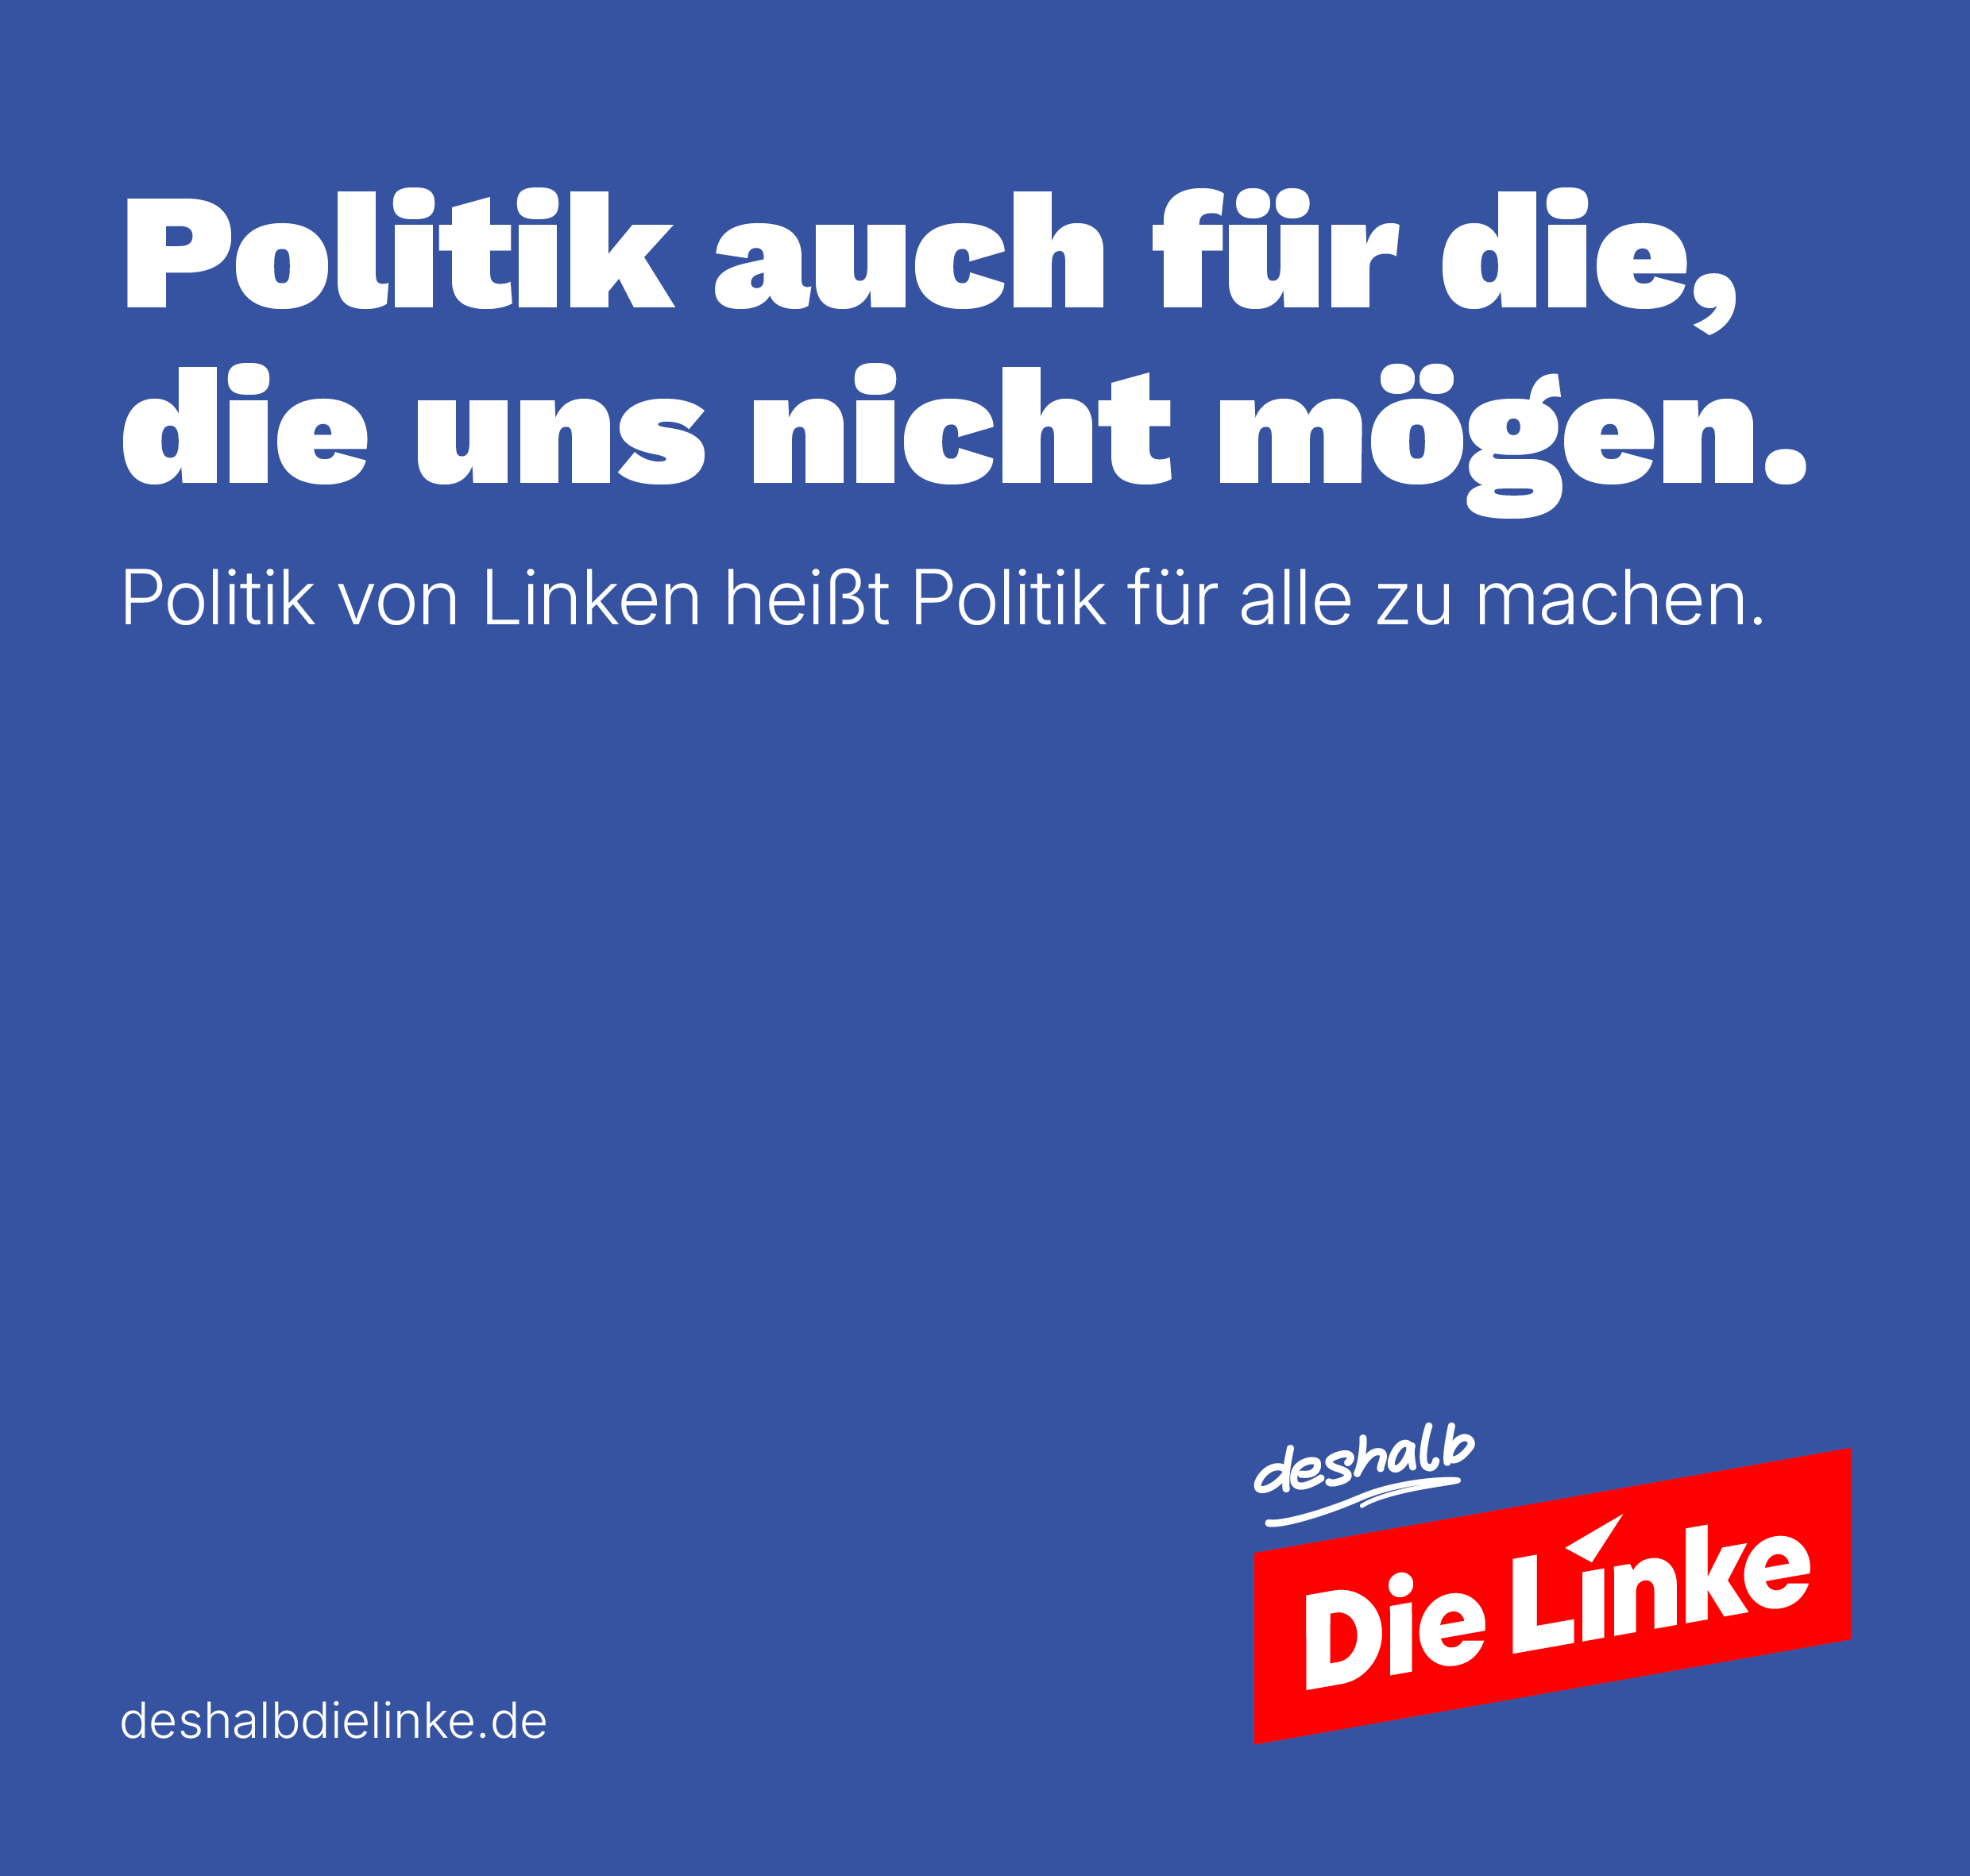 Politik auch für die,
die uns nicht mögen.
Politik von Linken heißt Politik für alle zu machen.
deshalb
Die Linke
deshalbdielinke.de